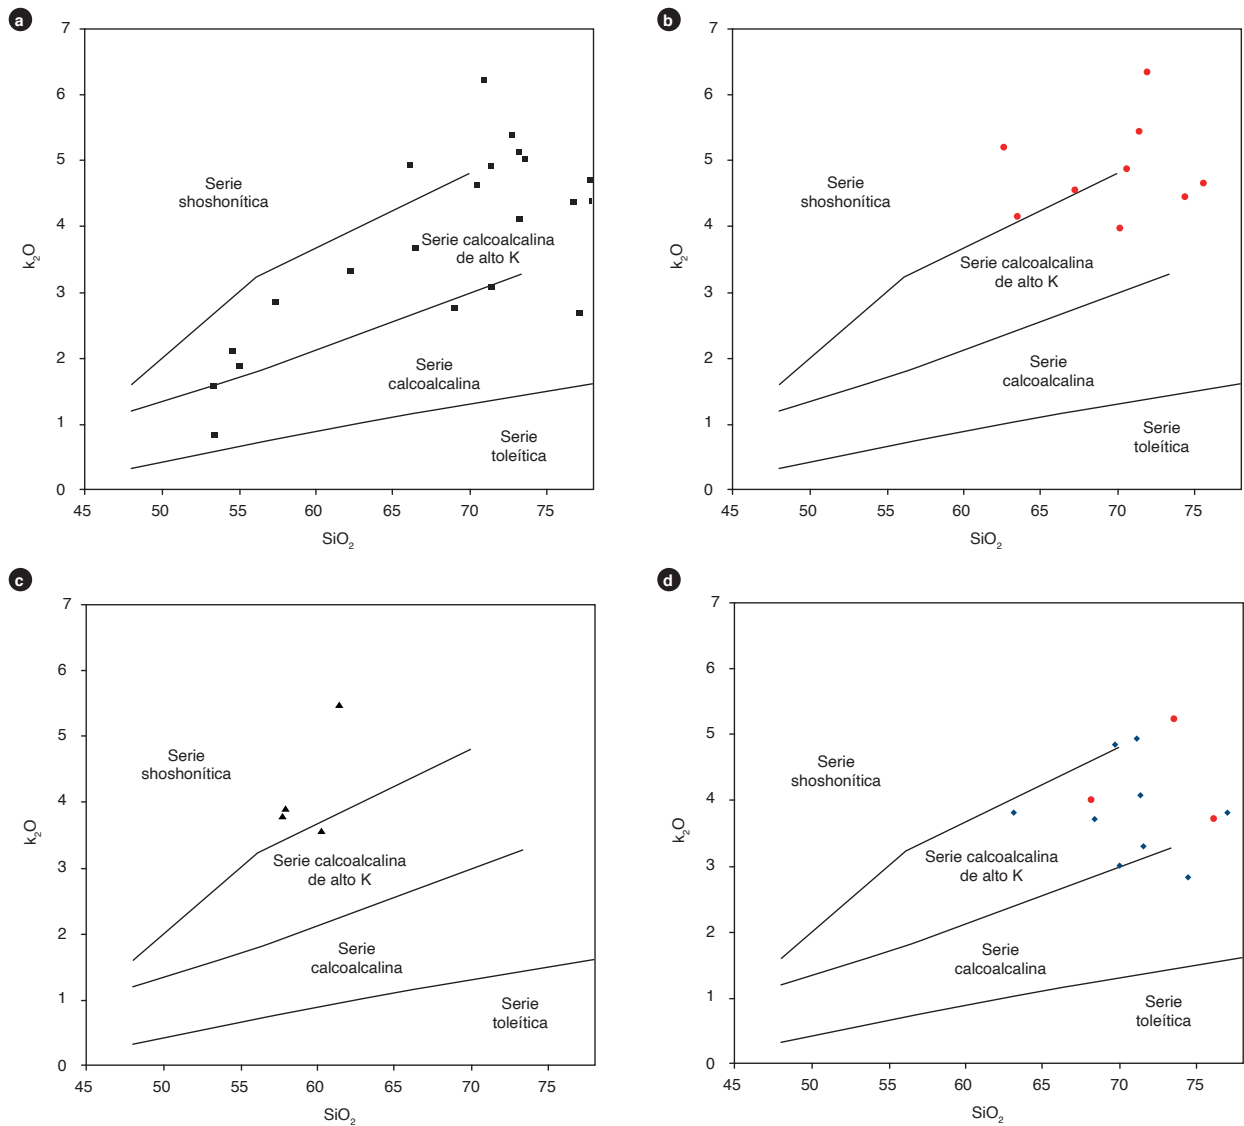 a
7
6
5
4
3
2
1
0
k2O
Serie
shoshonítica
Serie calcoalcalina
de alto K
Serie
calcoalcalina
Serie
toleítica
45
50
55
60
65
70
75
SiO2
b
7
6
5
4
3
2
1
0
k2O
Serie
shoshonítica
Serie calcoalcalina
de alto K
Serie
calcoalcalina
Serie
toleítica
45
50
55
60
65
70
75
SiO2
c
7
6
5
4
3
2
1
0
k2O
Serie
shoshonítica
Serie calcoalcalina
de alto K
Serie
calcoalcalina
Serie
toleítica
45
50
55
60
65
70
75
SiO2
d
7
6
5
4
3
2
1
0
k2O
Serie
shoshonítica
Serie calcoalcalina
de alto K
Serie
calcoalcalina
Serie
toleítica
45
50
55
60
65
70
75
SiO2